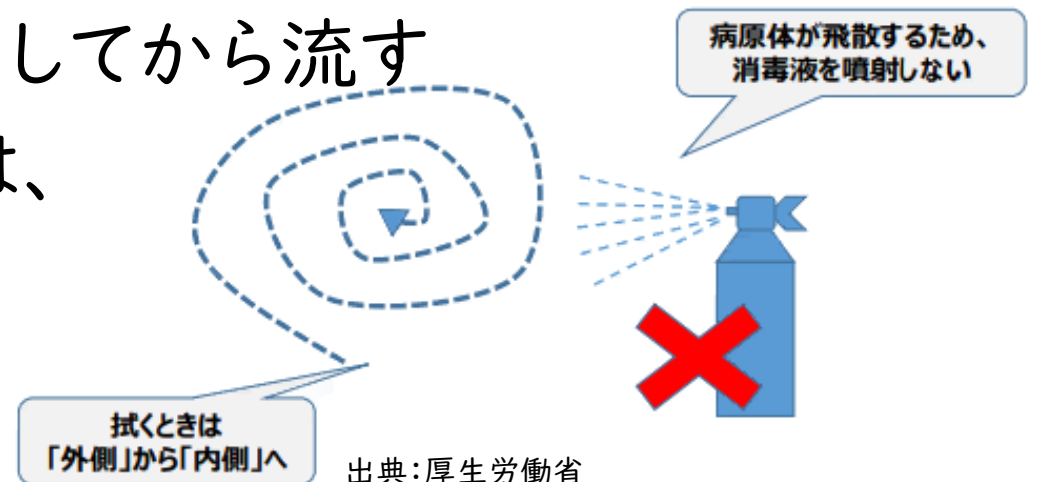 してから流す
は、
病原体が飛散するため、
消毒液を噴射しない
拭くときは
「外側」から「内側」へ
出典：厚生労働省